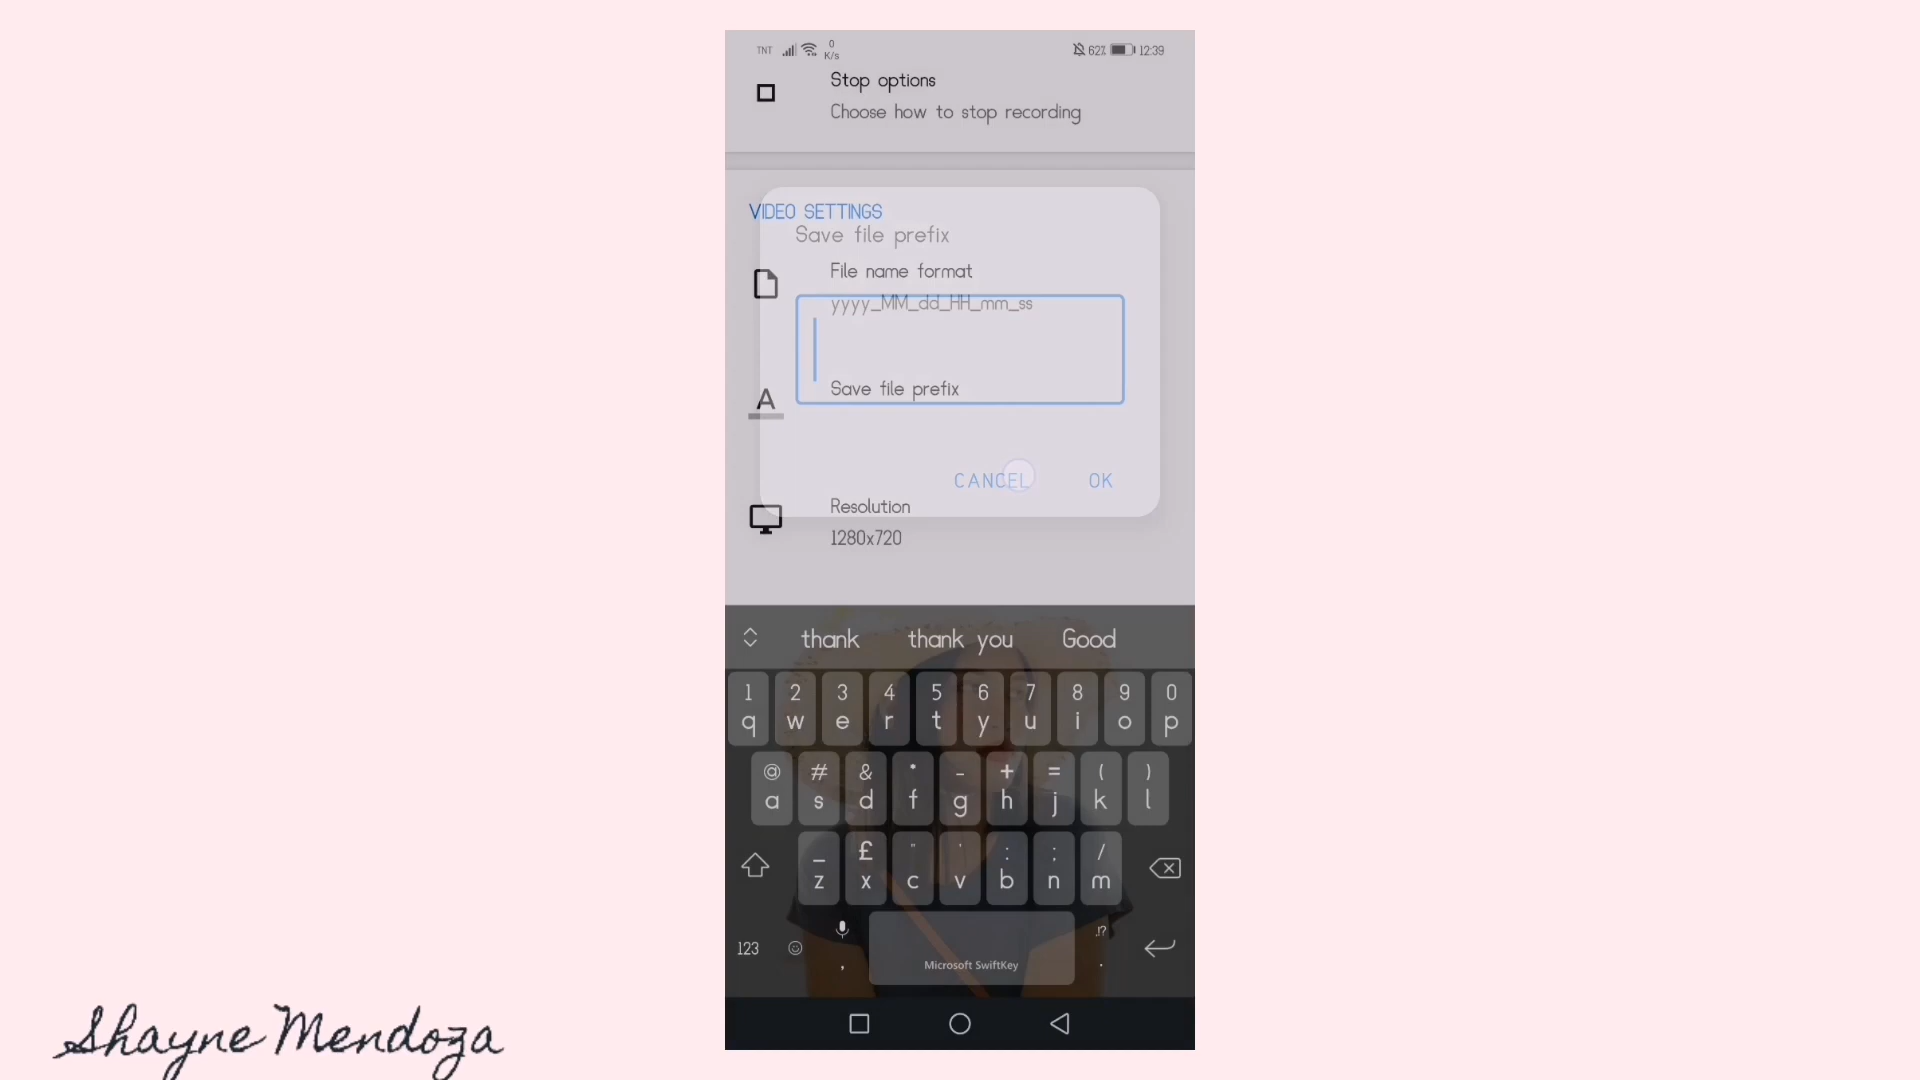 TNT 0 K/s 62% 12:39
Stop options
Choose how to stop recording
VIDEO SETTINGS
Save file prefix
File name format
yyyy_MM_dd_HH_mm_ss
Save file prefix
CANCEL OK
Resolution
1280x720
thank thank you Good
1 2 3 4 5 6 7 8 9 0
q w e r t y u i o p
@ # & * - + = ( )
a s d f g h j k l
_ £ " ' : ; /
z x c v b n m
123 , !? .
Microsoft SwiftKey
Shayne Mendoza